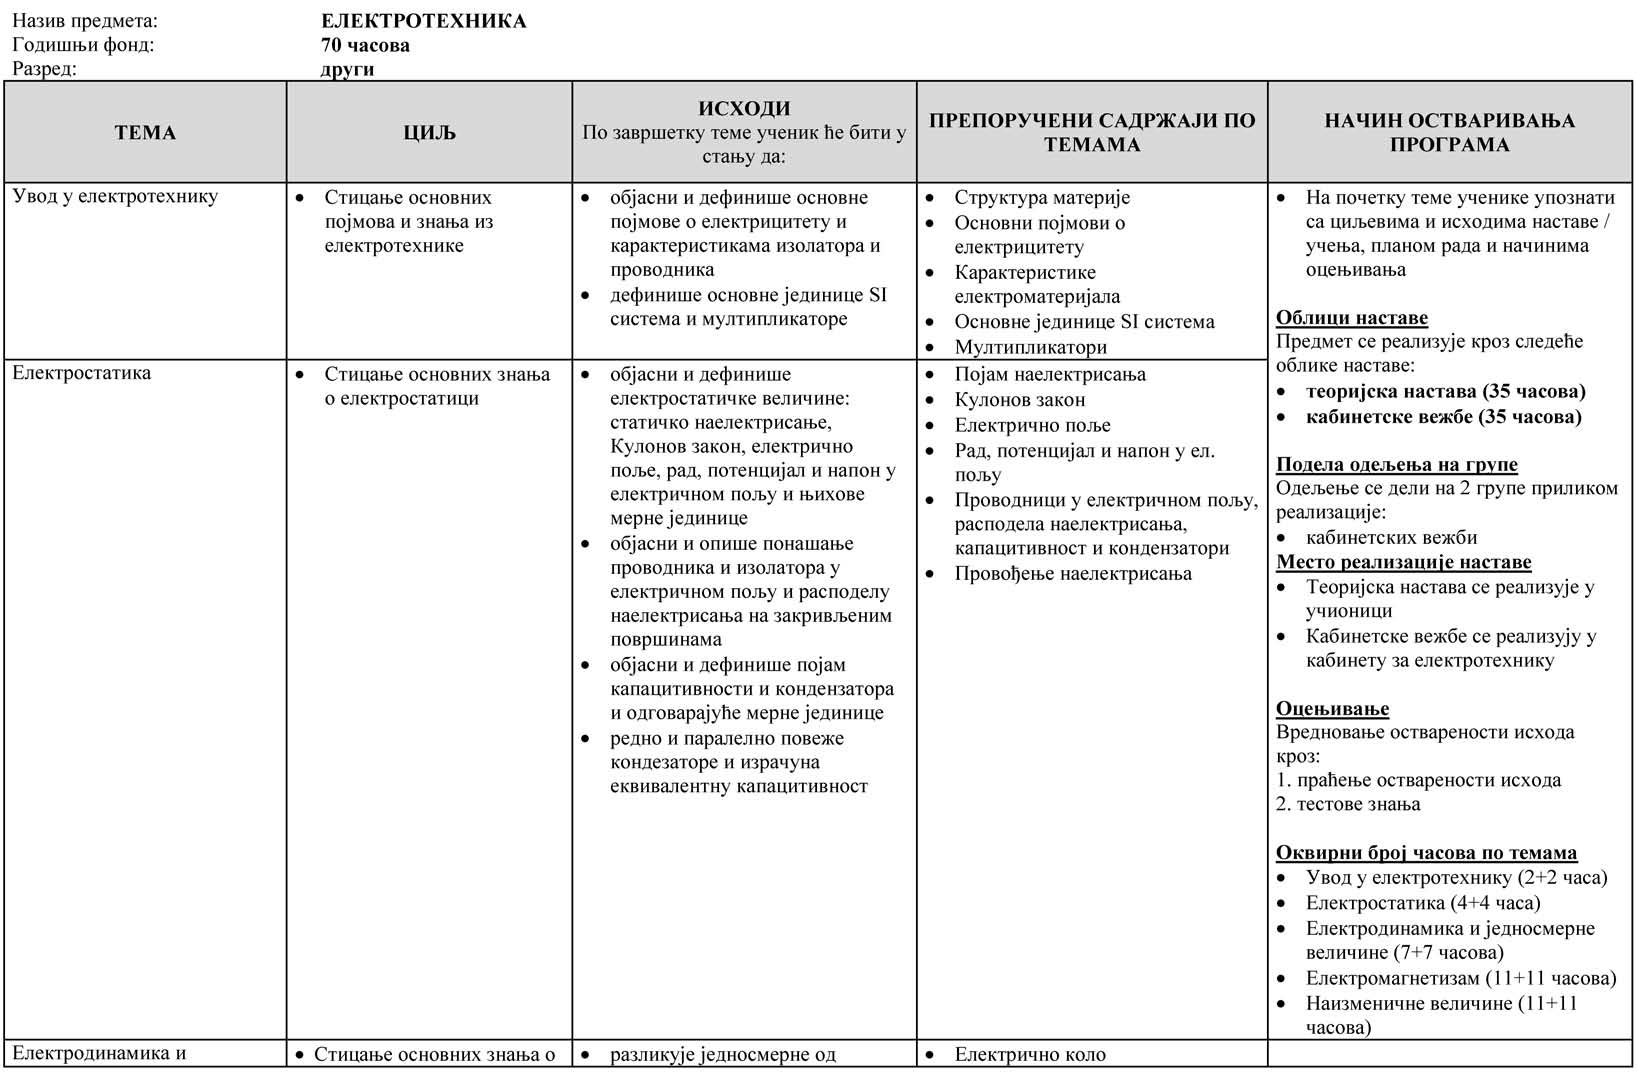 Назив предмета: ЕЛЕКТРОТЕХНИКА
Годишњи фонд: 70 часова
Разред: други
ТЕМА
ЦИЉ
ИСХОДИ
По завршетку теме ученик ће бити у
стању да:
ПРЕПОРУЧЕНИ САДРЖАЈИ ПО
ТЕМАМА
НАЧИН ОСТВАРИВАЊА
ПРОГРАМА
Увод у електротехнику
• Стицање основних
појмова и знања из
електротехнике
• објасни и дефинише основне
појмове о електрицитету и
карактеристикама изолатора и
проводника
• дефинише основне јединице SI
система и мултипликаторе
• Структура материје
• Основни појмови о
електрицитету
• Карактеристике
електроматеријала
• Основне јединице SI система
• Мултипликатори
• На почетку теме ученике упознати
са циљевима и исходима наставе /
учења, планом рада и начинима
оцењивања
Облици наставе
Предмет се реализује кроз следеће
облике наставе:
• теоријска настава (35 часова)
• кабинетске вежбе (35 часова)
Подела одељења на групе
Одељење се дели на 2 групе приликом
реализације:
• кабинетских вежби
Место реализације наставе
• Теоријска настава се реализује у
учионици
• Кабинетске вежбе се реализују у
кабинету за електротехнику
Оцењивање
Вредновање остварености исхода
кроз:
1. праћење остварености исхода
2. тестове знања
Оквирни број часова по темама
• Увод у електротехнику (2+2 часа)
• Електростатика (4+4 часа)
• Електродинамика и једносмерне
величине (7+7 часова)
• Електромагнетизам (11+11 часова)
• Наизменичне величине (11+11
часова)
Електростатика
• Стицање основних знања
о електростатици
• објасни и дефинише
електростатичке величине:
статичко наелектрисање,
Кулонов закон, електрично
поље, рад, потенцијал и напон у
електричном пољу и њихове
мерне јединице
• објасни и опише понашање
проводника и изолатора у
електричном пољу и расподелу
наелектрисања на закривљеним
површинама
• објасни и дефинише појам
капацитивности и кондензатора
и одговарајуће мерне јединице
• редно и паралелно повеже
кондезаторе и израчуна
еквивалентну капацитивност
• Појам наелектрисања
• Кулонов закон
• Електрично поље
• Рад, потенцијал и напон у ел.
пољу
• Проводници у електричном пољу,
расподела наелектрисања,
капацитивност и кондензатори
• Провођење наелектрисања
Електродинамика и
• Стицање основних знања о
• разликује једносмерне од
• Електрично коло